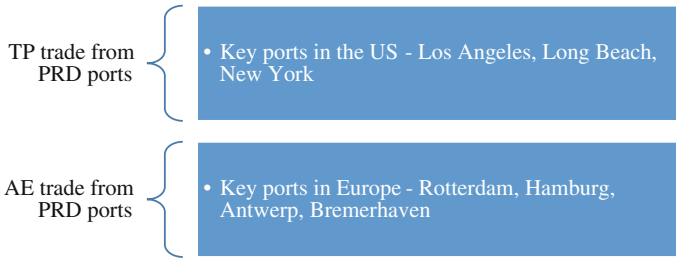 TP trade from
PRD ports
• Key ports in the US - Los Angeles, Long Beach,
New York
AE trade from
PRD ports
• Key ports in Europe - Rotterdam, Hamburg,
Antwerp, Bremerhaven